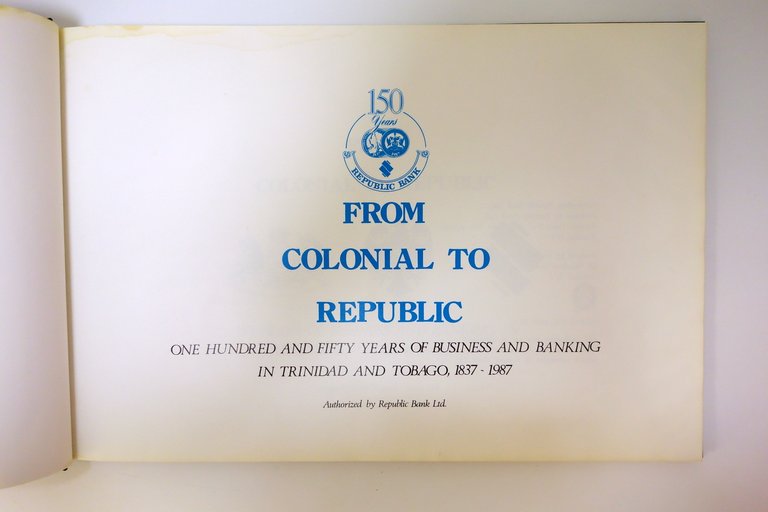 150
Years
REPUBLIC BANK
FROM
COLONIAL TO
REPUBLIC
ONE HUNDRED AND FIFTY YEARS OF BUSINESS AND BANKING
IN TRINIDAD AND TOBAGO, 1837 - 1987
Authorized by Republic Bank Ltd.